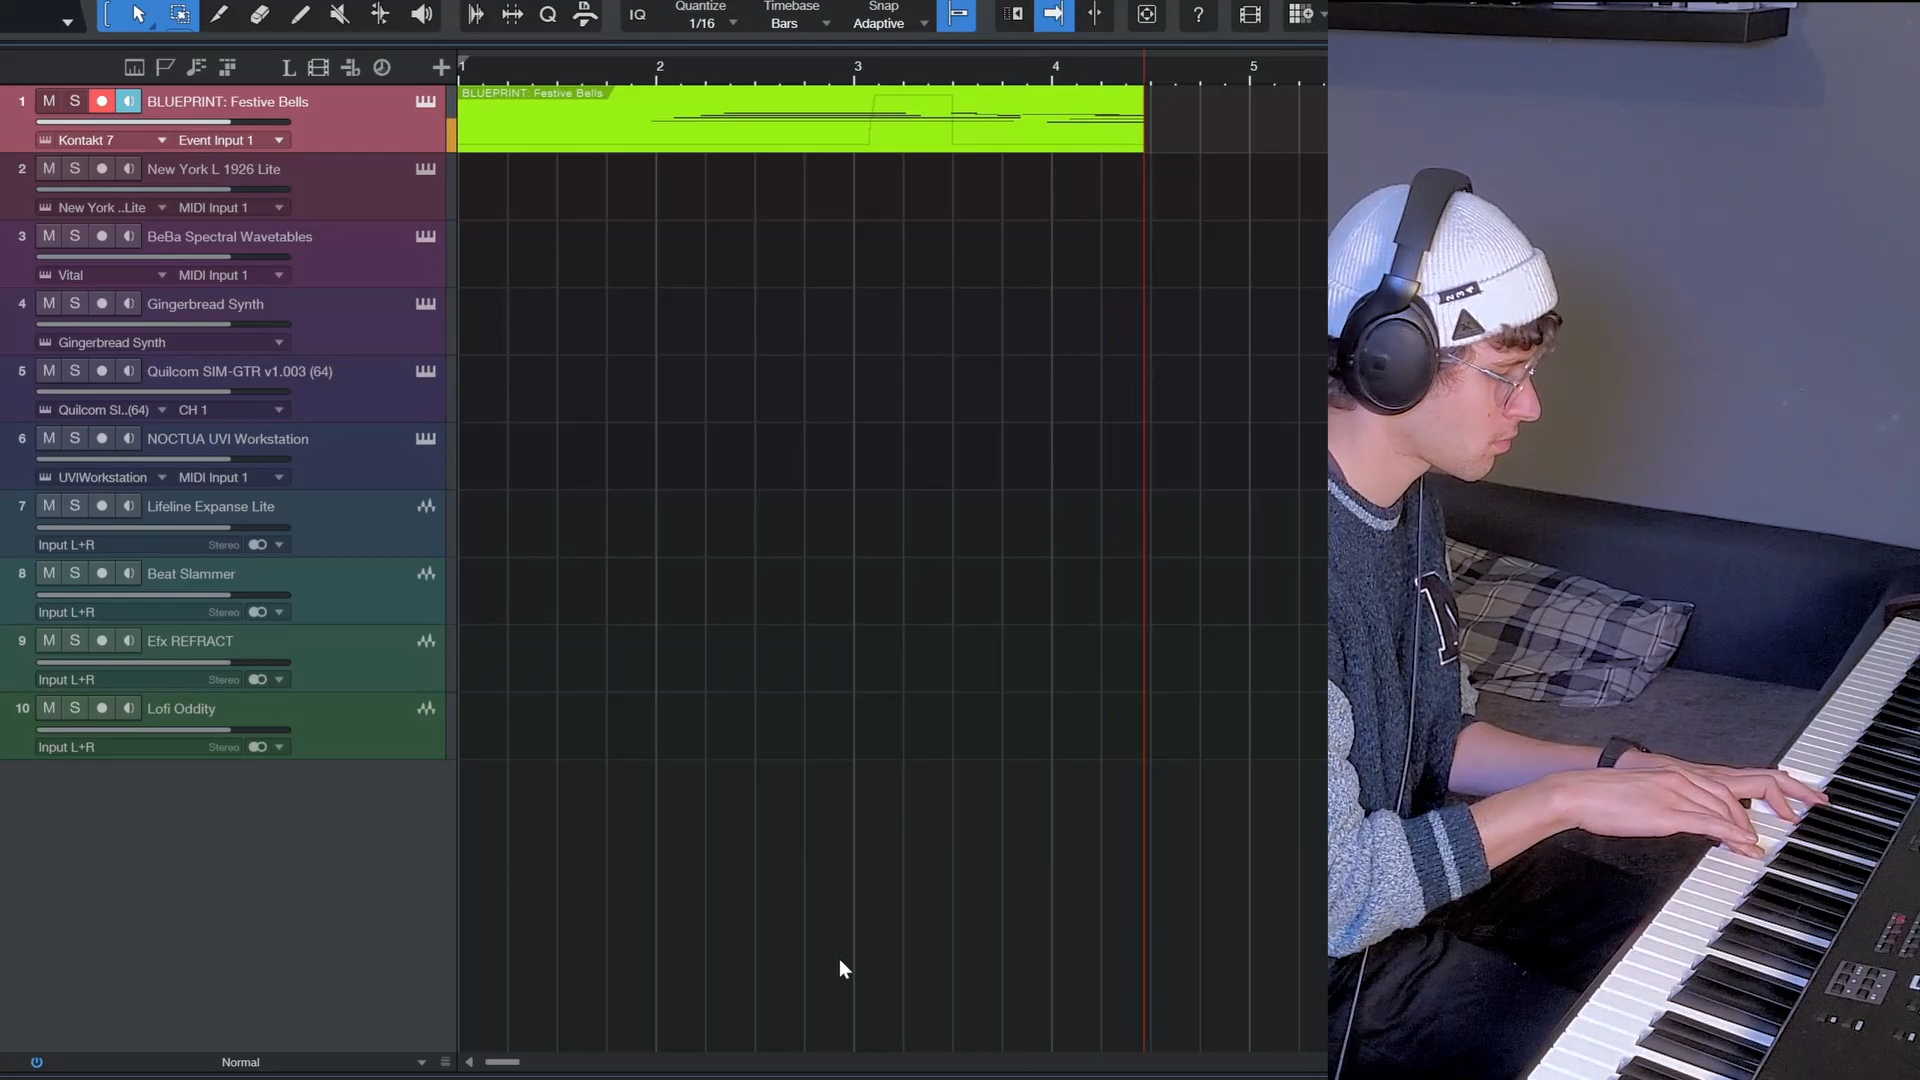 Quantize
Timebase
Snap
IQ
1/16
Bars
Adaptive
?
L
+
1
2
3
4
5
1 M S BLUEPRINT: Festive Bells
Kontakt 7 Event Input 1
BLUEPRINT: Festive Bells
2 M S New York L 1926 Lite
New York ..Lite MIDI Input 1
3 M S BeBa Spectral Wavetables
Vital MIDI Input 1
4 M S Gingerbread Synth
Gingerbread Synth
5 M S Quilcom SIM-GTR v1.003 (64)
Quilcom SI..(64) CH 1
6 M S NOCTUA UVI Workstation
UVIWorkstation MIDI Input 1
7 M S Lifeline Expanse Lite
Input L+R Stereo
8 M S Beat Slammer
Input L+R Stereo
9 M S Efx REFRACT
Input L+R Stereo
10 M S Lofi Oddity
Input L+R Stereo
Normal
234
N